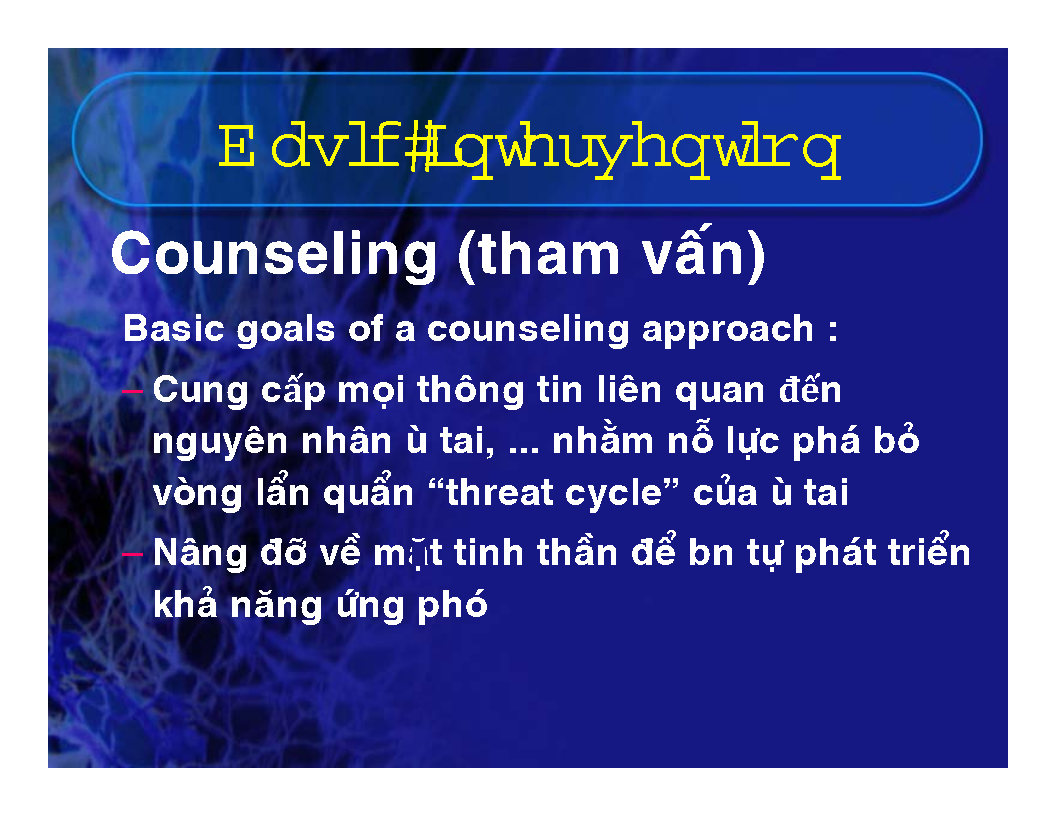 Edvlf#Lqwhuyhqwlrq
Counseling (tham vấn)
Basic goals of a counseling approach :
– Cung cấp mọi thông tin liên quan đến
nguyên nhân ù tai, ... nhằm nỗ lực phá bỏ
vòng lẩn quẩn “threat cycle” của ù tai
– Nâng đỡ về mặt tinh thần để bn tự phát triển
khả năng ứng phó